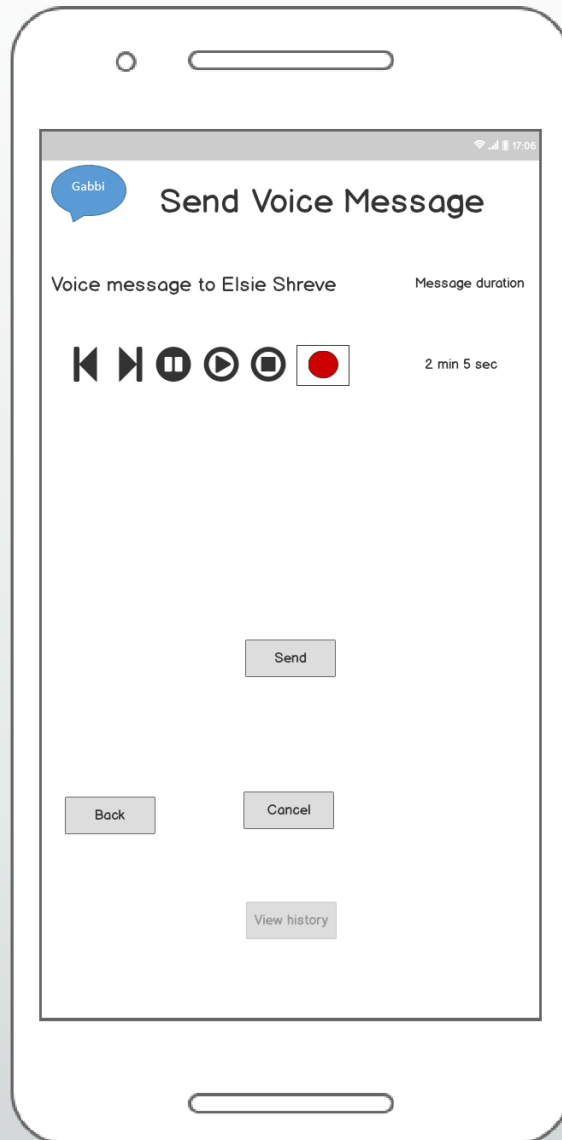 17:06
Gabbi
Send Voice Message
Voice message to Elsie Shreve
Message duration
2 min 5 sec
Send
Back
Cancel
View history